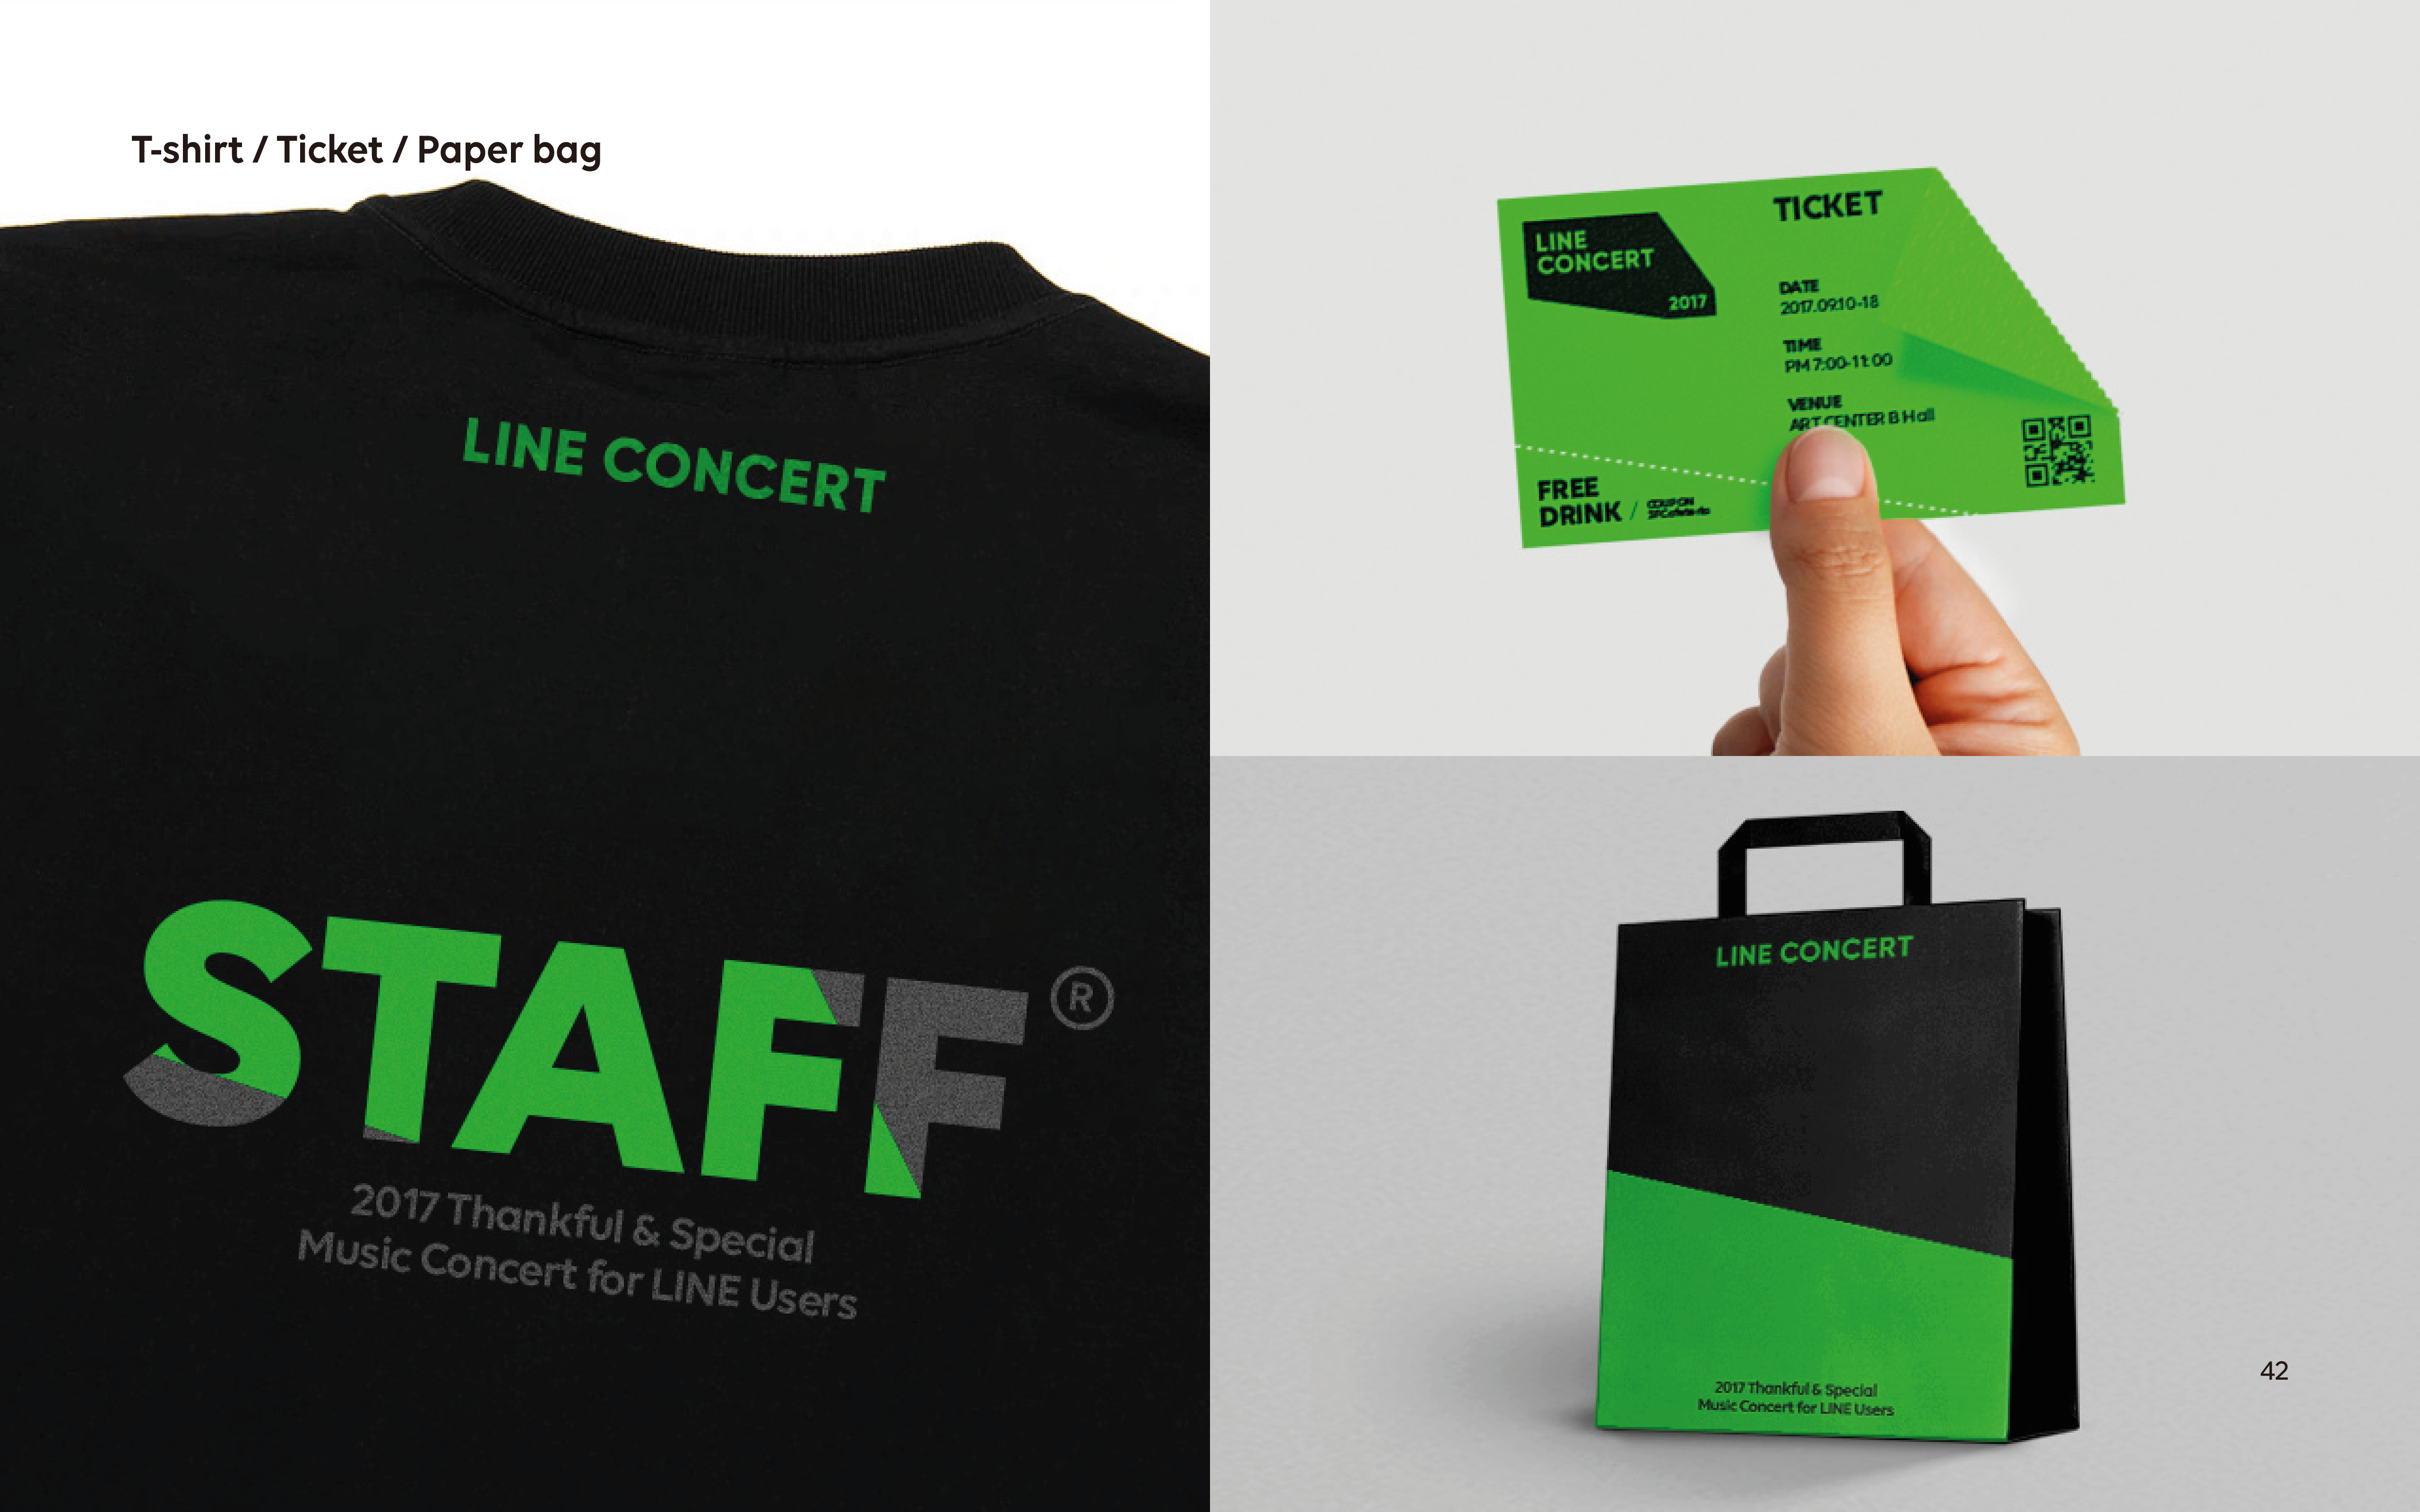 T-shirt / Ticket / Paper bag
LINE CONCERT
STAFF ®
2017 Thankful & Special
Music Concert for LINE Users
LINE
CONCERT
2017
TICKET
DATE
2017.09.10-18
TIME
PM 7:00-11:00
VENUE
ART CENTER B Hall
FREE
DRINK /
COUPON
LINE CONCERT
2017 Thankful & Special
Music Concert for LINE Users
42